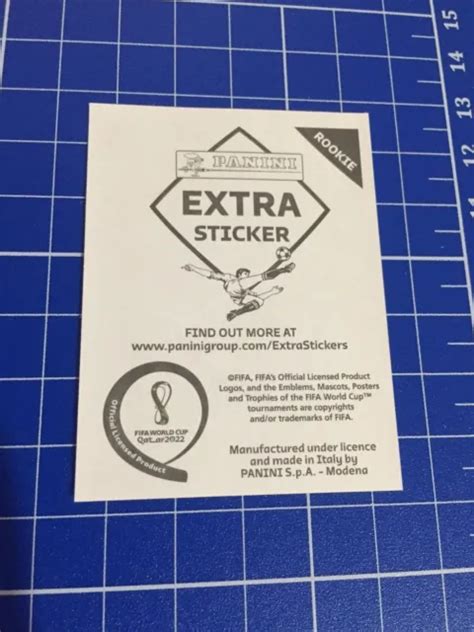 15
14
13
12
11
ROOKIE
PANINI
EXTRA
STICKER
FIND OUT MORE AT
www.paninigroup.com/ExtraStickers
©FIFA, FIFA's Official Licensed Product
Logos, and the Emblems, Mascots, Posters
and Trophies of the FIFA World Cup™
tournaments are copyrights
and/or trademarks of FIFA.
FIFA WORLD CUP
Qatar2022
Official Licensed Product
Manufactured under licence
and made in Italy by
PANINI S.p.A. - Modena